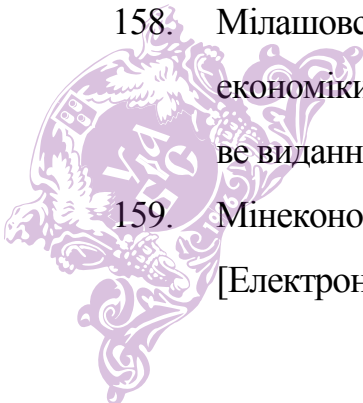 158. Мілашовс
економіки
ве видання
159. Мінеконо
[Електрон